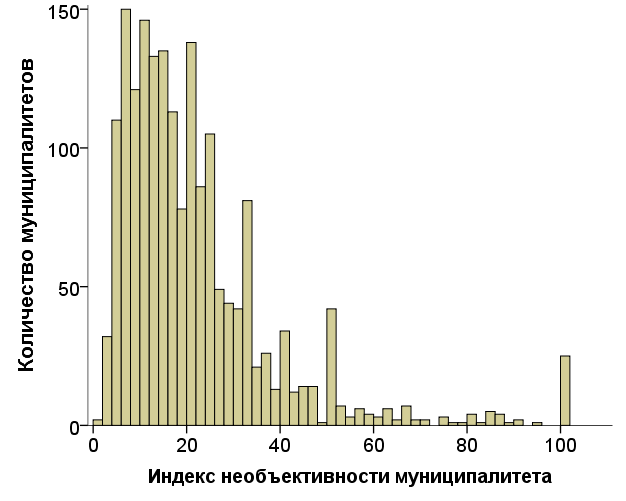 Количество муниципалитетов
150
100
50
0
0 20 40 60 80 100
Индекс необъективности муниципалитета